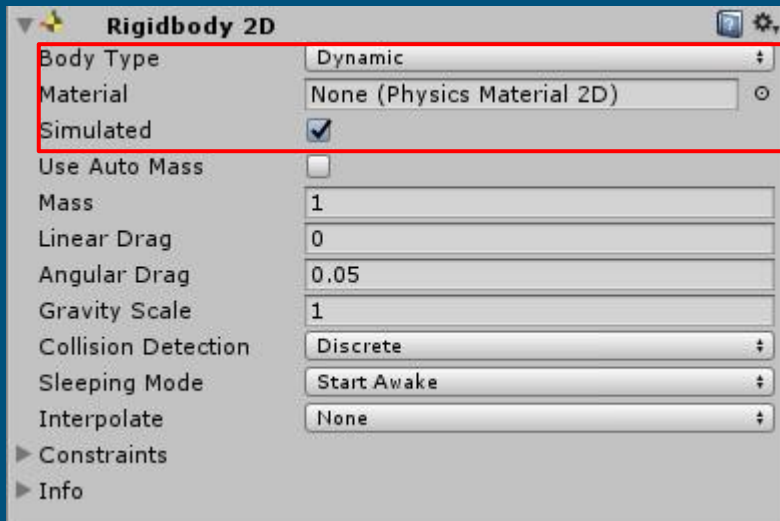 Rigidbody 2D
Body Type Dynamic
Material None (Physics Material 2D)
Simulated
Use Auto Mass
Mass 1
Linear Drag 0
Angular Drag 0.05
Gravity Scale 1
Collision Detection Discrete
Sleeping Mode Start Awake
Interpolate None
Constraints
Info